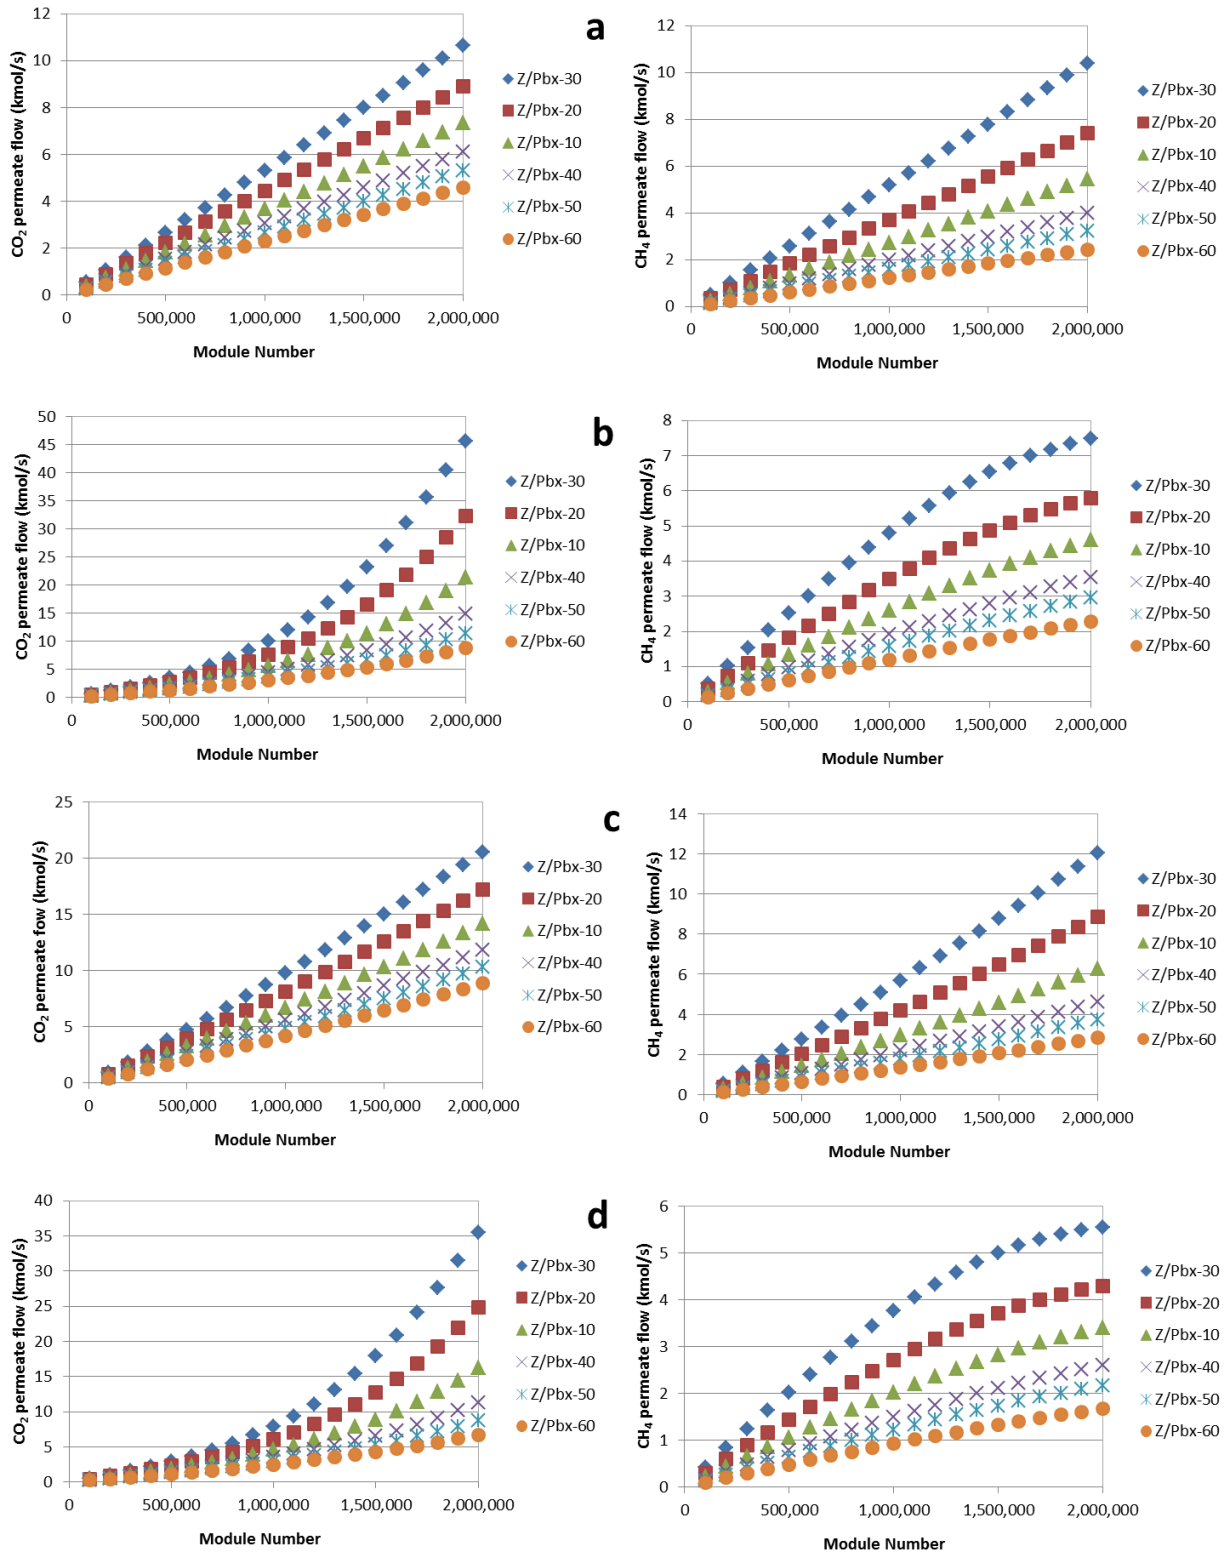 a
CO2 permeate flow (kmol/s)
12
10
8
6
4
2
0
0 500,000 1,000,000 1,500,000 2,000,000
Module Number
Z/Pbx-30
Z/Pbx-20
Z/Pbx-10
Z/Pbx-40
Z/Pbx-50
Z/Pbx-60
CH4 permeate flow (kmol/s)
12
10
8
6
4
2
0
0 500,000 1,000,000 1,500,000 2,000,000
Module Number
Z/Pbx-30
Z/Pbx-20
Z/Pbx-10
Z/Pbx-40
Z/Pbx-50
Z/Pbx-60
b
CO2 permeate flow (kmol/s)
50
45
40
35
30
25
20
15
10
5
0
0 500,000 1,000,000 1,500,000 2,000,000
Module Number
Z/Pbx-30
Z/Pbx-20
Z/Pbx-10
Z/Pbx-40
Z/Pbx-50
Z/Pbx-60
CH4 permeate flow (kmol/s)
8
7
6
5
4
3
2
1
0
0 500,000 1,000,000 1,500,000 2,000,000
Module Number
Z/Pbx-30
Z/Pbx-20
Z/Pbx-10
Z/Pbx-40
Z/Pbx-50
Z/Pbx-60
c
CO2 permeate fow (kmol/s)
25
20
15
10
5
0
0 500,000 1,000,000 1,500,000 2,000,000
Module Number
Z/Pbx-30
Z/Pbx-20
Z/Pbx-10
Z/Pbx-40
Z/Pbx-50
Z/Pbx-60
CH4 permeate flow (kmol/s)
14
12
10
8
6
4
2
0
0 500,000 1,000,000 1,500,000 2,000,000
Module Number
Z/Pbx-30
Z/Pbx-20
Z/Pbx-10
Z/Pbx-40
Z/Pbx-50
Z/Pbx-60
d
CO2 permeate flow (kmol/s)
40
35
30
25
20
15
10
5
0
0 500,000 1,000,000 1,500,000 2,000,000
Module Number
Z/Pbx-30
Z/Pbx-20
Z/Pbx-10
Z/Pbx-40
Z/Pbx-50
Z/Pbx-60
CH4 permeate flow (kmol/s)
6
5
4
3
2
1
0
0 500,000 1,000,000 1,500,000 2,000,000
Module Number
Z/Pbx-30
Z/Pbx-20
Z/Pbx-10
Z/Pbx-40
Z/Pbx-50
Z/Pbx-60